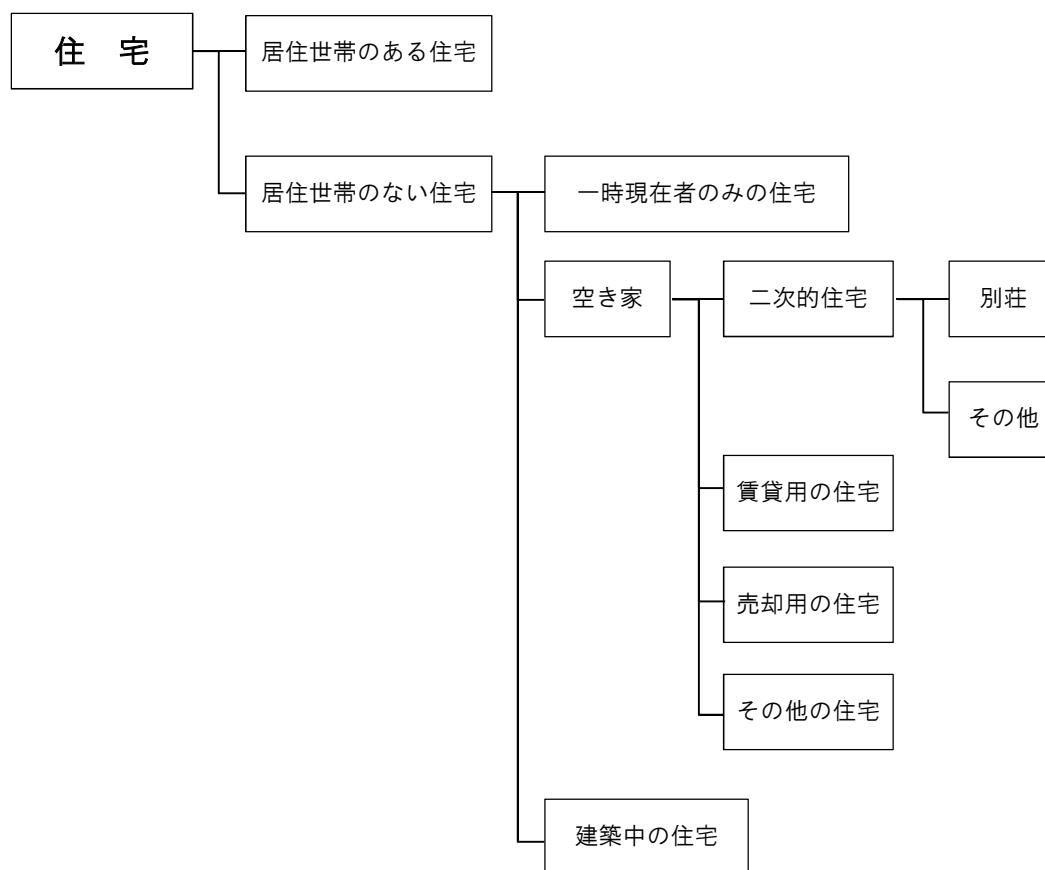 住　宅
居住世帯のある住宅
居住世帯のない住宅
一時現在者のみの住宅
空き家
二次的住宅
別荘
その他
賃貸用の住宅
売却用の住宅
その他の住宅
建築中の住宅